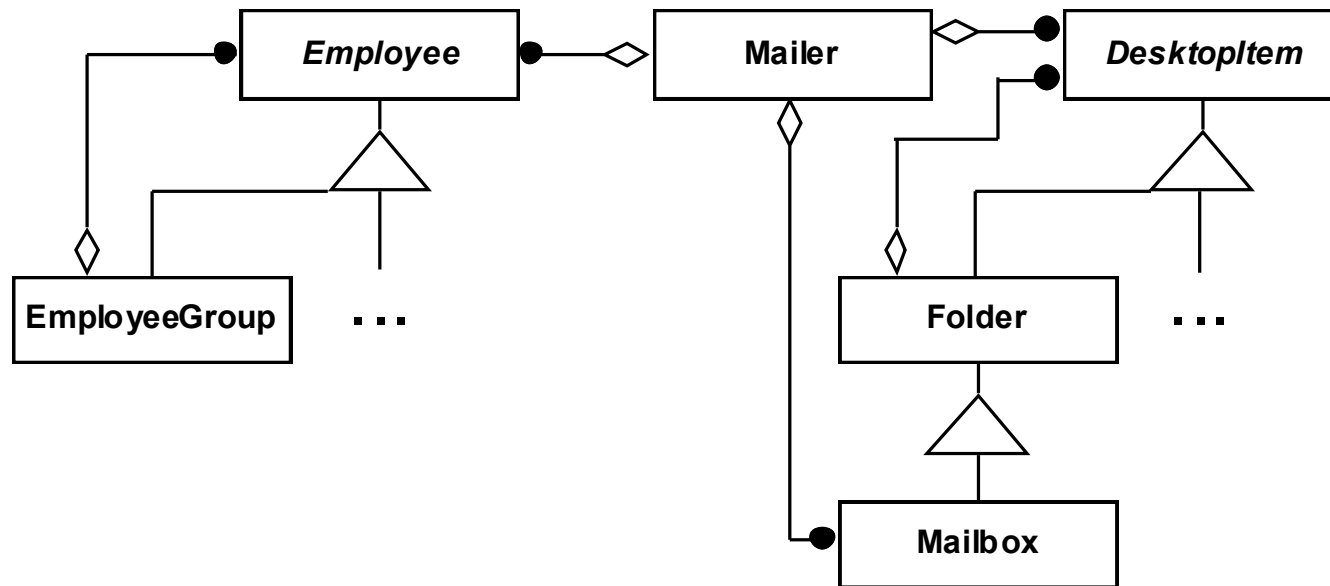 Employee
Mailer
DesktopItem
EmployeeGroup
...
Folder
...
Mailbox